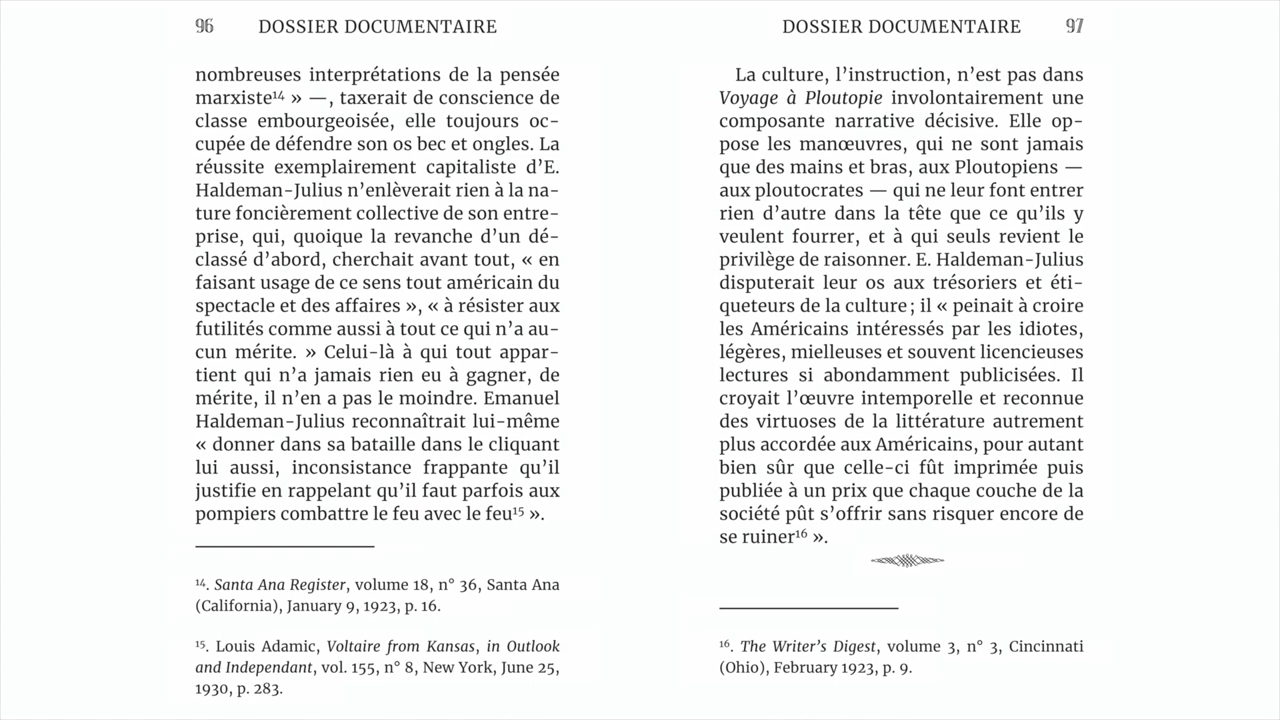 96 DOSSIER DOCUMENTAIRE
nombreuses interprétations de la pensée
marxiste¹⁴ » —, taxerait de conscience de
classe embourgeoisée, elle toujours oc-
cupée de défendre son os bec et ongles. La
réussite exemplairement capitaliste d’E.
Haldeman-Julius n’enlèverait rien à la na-
ture foncièrement collective de son entre-
prise, qui, quoique la revanche d’un dé-
classé d’abord, cherchait avant tout, « en
faisant usage de ce sens tout américain du
spectacle et des affaires », « à résister aux
futilités comme aussi à tout ce qui n’a au-
cun mérite. » Celui-là à qui tout appar-
tient qui n’a jamais rien eu à gagner, de
mérite, il n’en a pas le moindre. Emanuel
Haldeman-Julius reconnaîtrait lui-même
« donner dans sa bataille dans le cliquant
lui aussi, inconsistance frappante qu’il
justifie en rappelant qu’il faut parfois aux
pompiers combattre le feu avec le feu¹⁵ ».
¹⁴. Santa Ana Register, volume 18, n° 36, Santa Ana
(California), January 9, 1923, p. 16.
¹⁵. Louis Adamic, Voltaire from Kansas, in Outlook
and Independant, vol. 155, n° 8, New York, June 25,
1930, p. 283.
DOSSIER DOCUMENTAIRE 97
La culture, l’instruction, n’est pas dans
Voyage à Ploutopie involontairement une
composante narrative décisive. Elle op-
pose les manœuvres, qui ne sont jamais
que des mains et bras, aux Ploutopiens —
aux ploutocrates — qui ne leur font entrer
rien d’autre dans la tête que ce qu’ils y
veulent fourrer, et à qui seuls revient le
privilège de raisonner. E. Haldeman-Julius
disputerait leur os aux trésoriers et éti-
queteurs de la culture ; il « peinait à croire
les Américains intéressés par les idiotes,
légères, mielleuses et souvent licencieuses
lectures si abondamment publicisées. Il
croyait l’œuvre intemporelle et reconnue
des virtuoses de la littérature autrement
plus accordée aux Américains, pour autant
bien sûr que celle-ci fût imprimée puis
publiée à un prix que chaque couche de la
société pût s’offrir sans risquer encore de
se ruiner¹⁶ ».
¹⁶. The Writer’s Digest, volume 3, n° 3, Cincinnati
(Ohio), February 1923, p. 9.